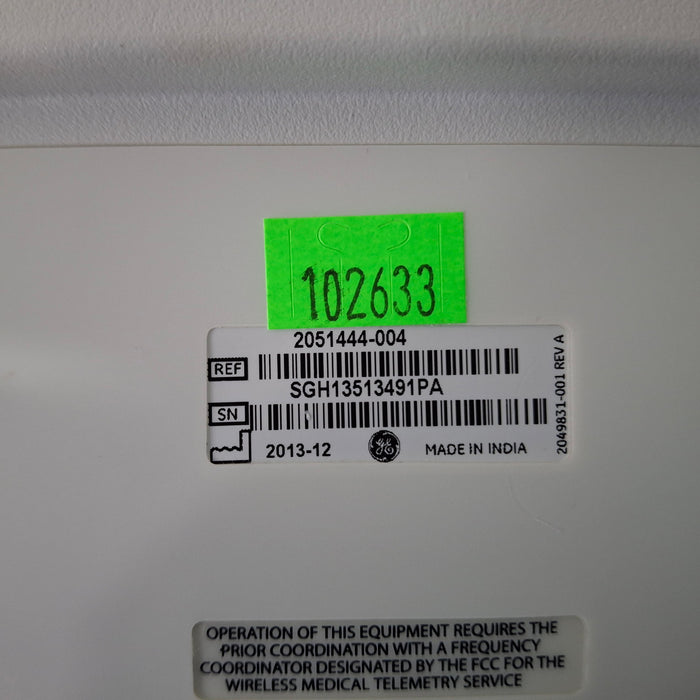 102633
2051444-004
REF
SGH13513491PA
SN
2013-12
GE
MADE IN INDIA
2049831-001 REV A
OPERATION OF THIS EQUIPMENT REQUIRES THE
PRIOR COORDINATION WITH A FREQUENCY
COORDINATOR DESIGNATED BY THE FCC FOR THE
WIRELESS MEDICAL TELEMETRY SERVICE